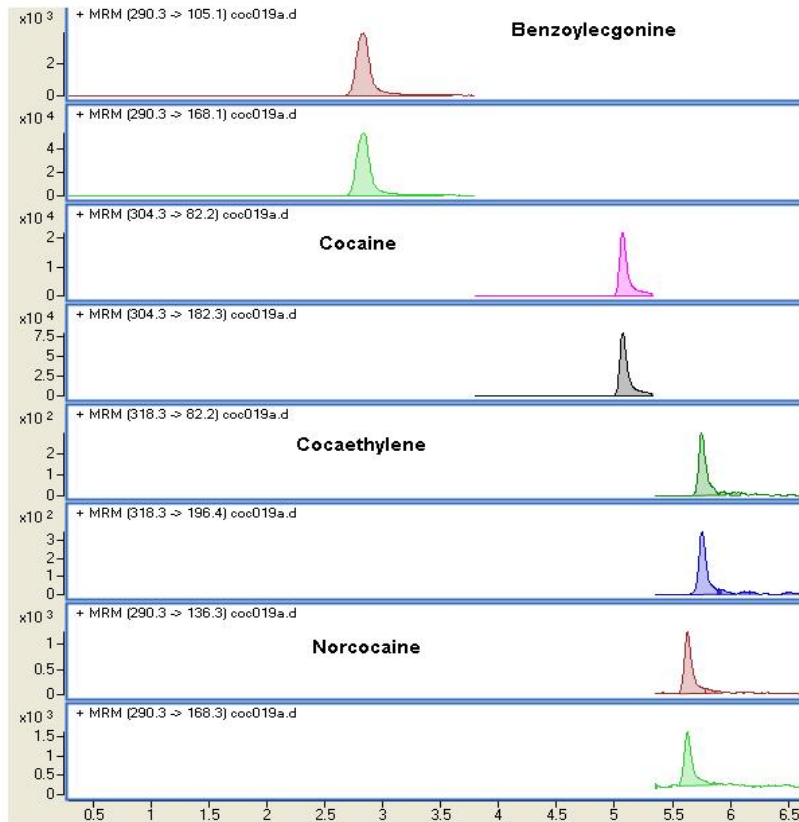 x10 3
+ MRM (290.3 -> 105.1) coc019a.d
Benzoylecgonine
2
0
x10 4
+ MRM (290.3 -> 168.1) coc019a.d
4
2
0
x10 4
+ MRM (304.3 -> 82.2) coc019a.d
Cocaine
2
1
0
x10 4
+ MRM (304.3 -> 182.3) coc019a.d
7.5
5
2.5
0
x10 2
+ MRM (318.3 -> 82.2) coc019a.d
Cocaethylene
2
1
0
x10 2
+ MRM (318.3 -> 196.4) coc019a.d
3
2
1
0
x10 3
+ MRM (290.3 -> 136.3) coc019a.d
Norcocaine
1
0.5
0
x10 3
+ MRM (290.3 -> 168.3) coc019a.d
1.5
1
0.5
0
0.5 1 1.5 2 2.5 3 3.5 4 4.5 5 5.5 6 6.5